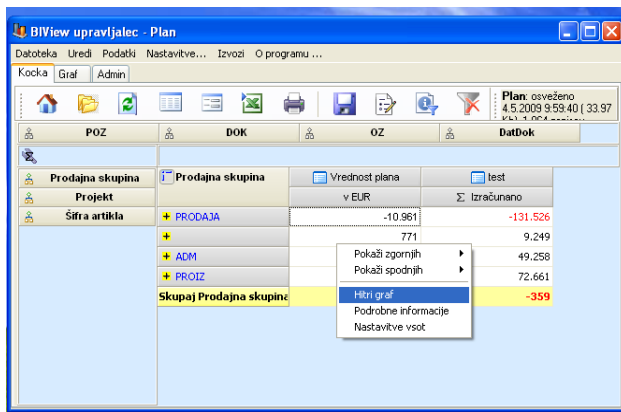 BIView upravljalec - Plan
Datoteka Uredi Podatki Nastavitve... Izvozi O programu ...
Kocka Graf Admin
Plan: osveženo
4.5.2009 9:59:40 ( 33.97
POZ DOK OZ DatDok
Prodajna skupina
Projekt
Šifra artikla
Prodajna skupina Vrednost plana test
v EUR Σ Izračunano
+ PRODAJA -10.961 -131.526
+ 771 9.249
+ ADM 49.258
+ PROIZ 72.661
Skupaj Prodajna skupina -359
Pokaži zgornjih
Pokaži spodnjih
Hitri graf
Podrobne informacije
Nastavitve vsot